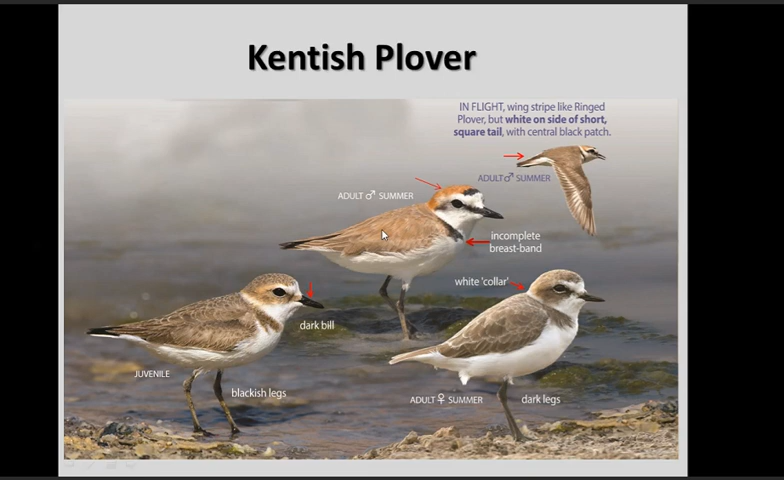 Kentish Plover
IN FLIGHT, wing stripe like Ringed
Plover, but white on side of short,
square tail, with central black patch.
ADULT♂ SUMMER
ADULT ♂ SUMMER
incomplete
breast-band
white 'collar'
dark bill
JUVENILE
blackish legs
ADULT ♀ SUMMER
dark legs